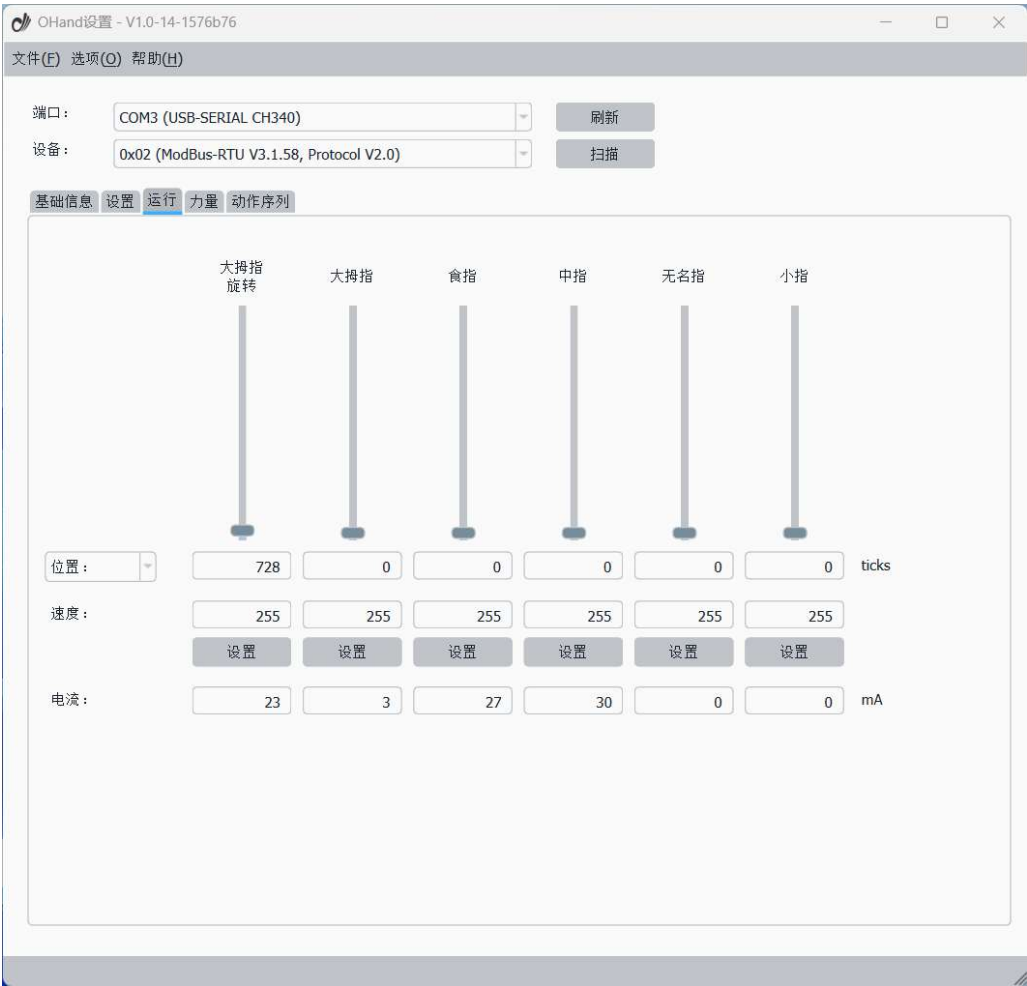 OHand设置 - V1.0-14-1576b76
文件(F) 选项(O) 帮助(H)
端口： COM3 (USB-SERIAL CH340) 刷新
设备： 0x02 (ModBus-RTU V3.1.58, Protocol V2.0) 扫描
基础信息 设置 运行 力量 动作序列
大拇指
旋转 大拇指 食指 中指 无名指 小指
位置： 728 0 0 0 0 0 ticks
速度： 255 255 255 255 255 255
设置 设置 设置 设置 设置 设置
电流： 23 3 27 30 0 0 mA